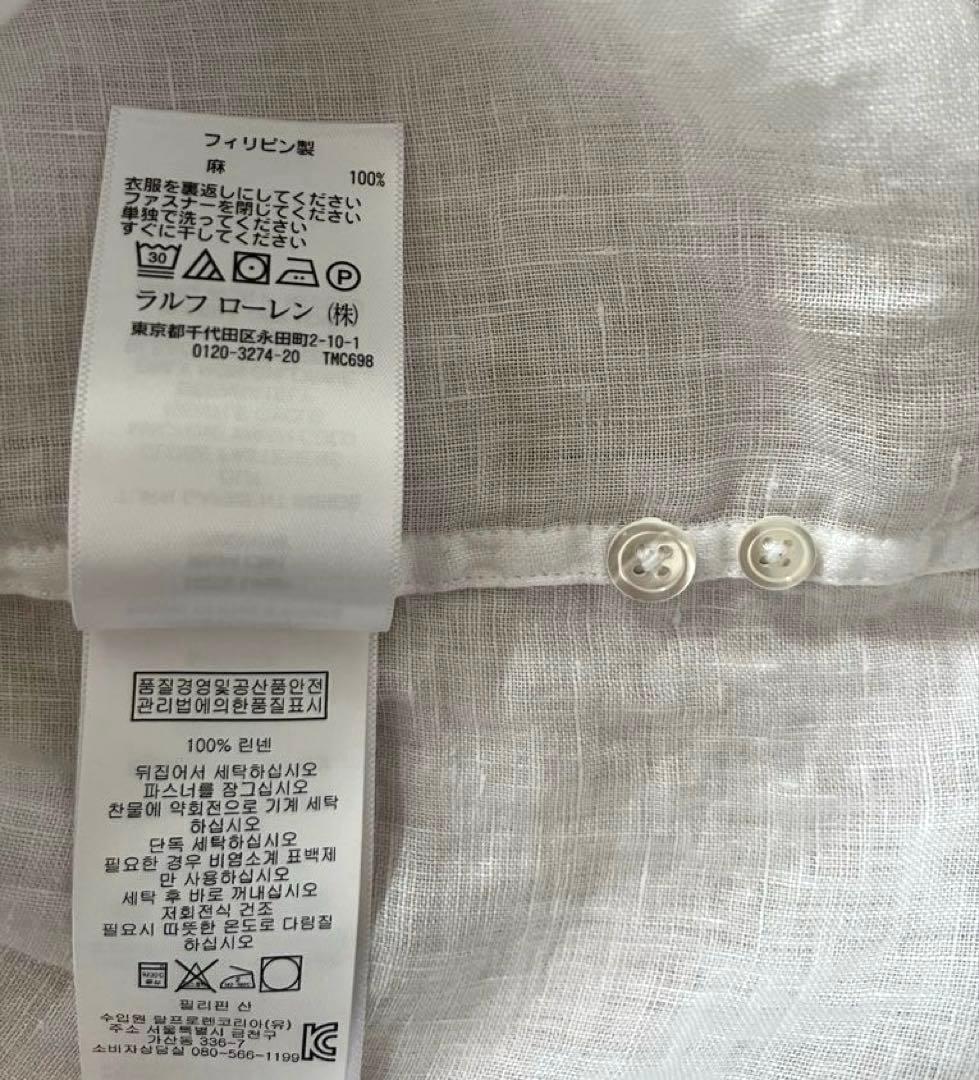 フィリピン製
麻 100%
衣服を裏返しにしてください
ファスナーを閉じてください
単独で洗ってください
すぐに干してください
30 P
ラルフ ローレン (株)
東京都千代田区永田町2-10-1
0120-3274-20 TMC698
품질경영및공산품안전
관리법에의한품질표시
100% 린넨
뒤집어서 세탁하십시오
파스너를 장그십시오
찬물에 약회전으로 기계 세탁
하십시오
단독 세탁하십시오
필요한 경우 비염소계 표백제
만 사용하십시오
세탁 후 바로 꺼내십시오
저회전식 건조
필요시 따뜻한 온도로 다림질
하십시오
필리핀 산
수입원 랄프로렌코리아(유)
주소 서울특별시 금천구
가산동 336-7
소비자상담실 080-566-1199